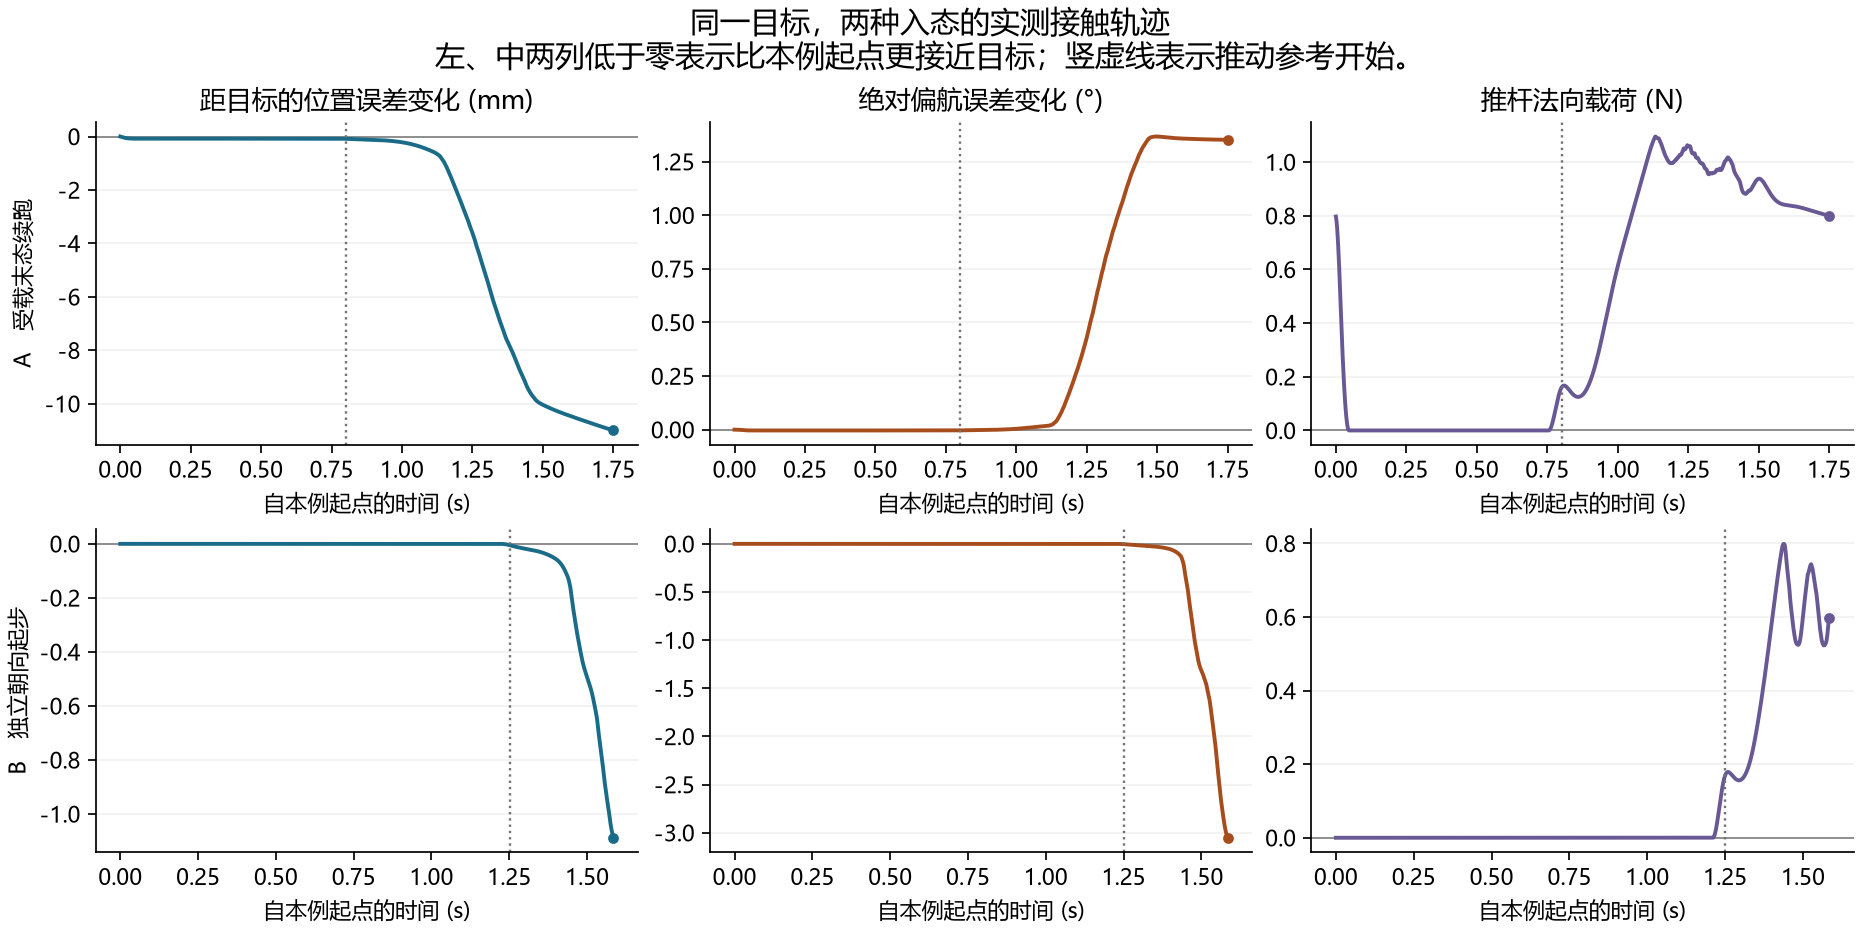 同一目标，两种入态的实测接触轨迹
左、中两列低于零表示比本例起点更接近目标；竖虚线表示推动参考开始。
距目标的位置误差变化 (mm)
绝对偏航误差变化 (°)
推杆法向载荷 (N)
A 受载末态续跑
0
-2
-4
-6
-8
-10
0.00 0.25 0.50 0.75 1.00 1.25 1.50 1.75
自本例起点的时间 (s)
1.25
1.00
0.75
0.50
0.25
0.00
0.00 0.25 0.50 0.75 1.00 1.25 1.50 1.75
自本例起点的时间 (s)
1.0
0.8
0.6
0.4
0.2
0.0
0.00 0.25 0.50 0.75 1.00 1.25 1.50 1.75
自本例起点的时间 (s)
B 独立朝向起步
0.0
-0.2
-0.4
-0.6
-0.8
-1.0
0.00 0.25 0.50 0.75 1.00 1.25 1.50
自本例起点的时间 (s)
0.0
-0.5
-1.0
-1.5
-2.0
-2.5
-3.0
0.00 0.25 0.50 0.75 1.00 1.25 1.50
自本例起点的时间 (s)
0.8
0.6
0.4
0.2
0.0
0.00 0.25 0.50 0.75 1.00 1.25 1.50
自本例起点的时间 (s)